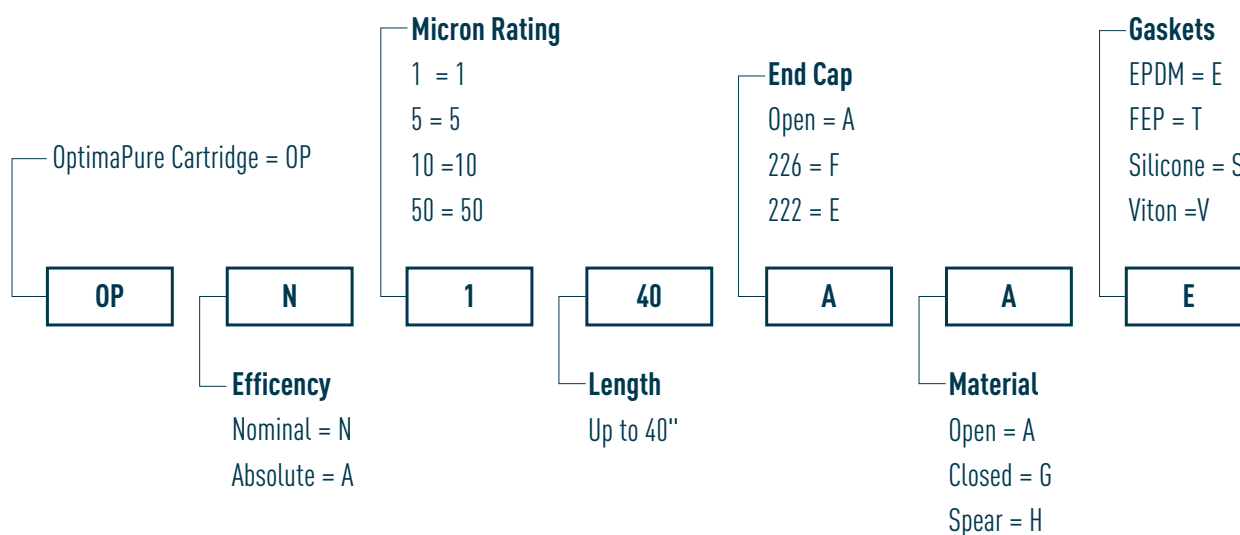 Micron Rating
1 = 1
5 = 5
10 =10
50 = 50
End Cap
Open = A
226 = F
222 = E
Gaskets
EPDM = E
FEP = T
Silicone = S
Viton =V
OptimaPure Cartridge = OP
OP
N
1
40
A
A
E
Efficency
Nominal = N
Absolute = A
Length
Up to 40"
Material
Open = A
Closed = G
Spear = H